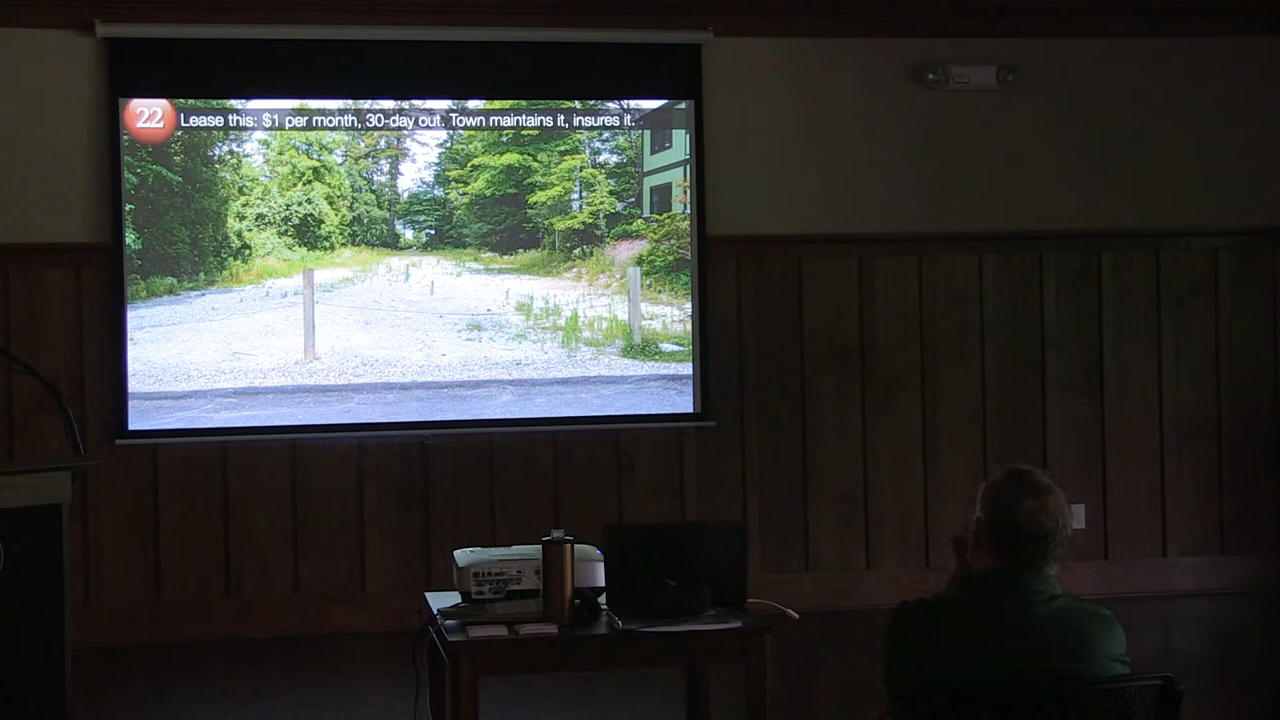 22
Lease this: $1 per month, 30-day out. Town maintains it, insures it.